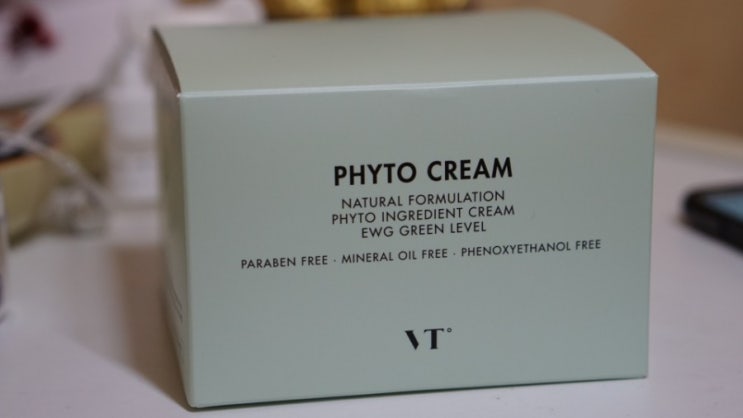 PHYTO CREAM
NATURAL FORMULATION
PHYTO INGREDIENT CREAM
EWG GREEN LEVEL
PARABEN FREE · MINERAL OIL FREE · PHENOXYETHANOL FREE
VT°